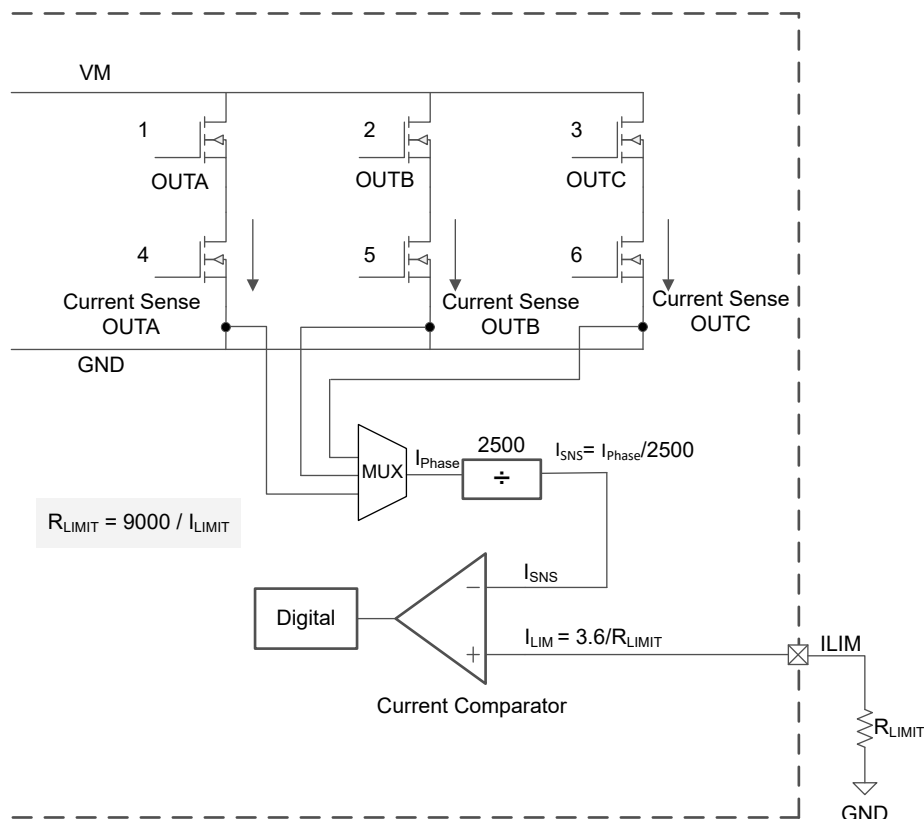 VM
1
2
3
OUTA
OUTB
OUTC
4
5
6
Current Sense
OUTA
Current Sense
OUTB
Current Sense
OUTC
GND
MUX
IPhase
2500
÷
ISNS= IPhase/2500
RLIMIT = 9000 / ILIMIT
Digital
−
ISNS
+
ILIM = 3.6/RLIMIT
Current Comparator
ILIM
RLIMIT
GND